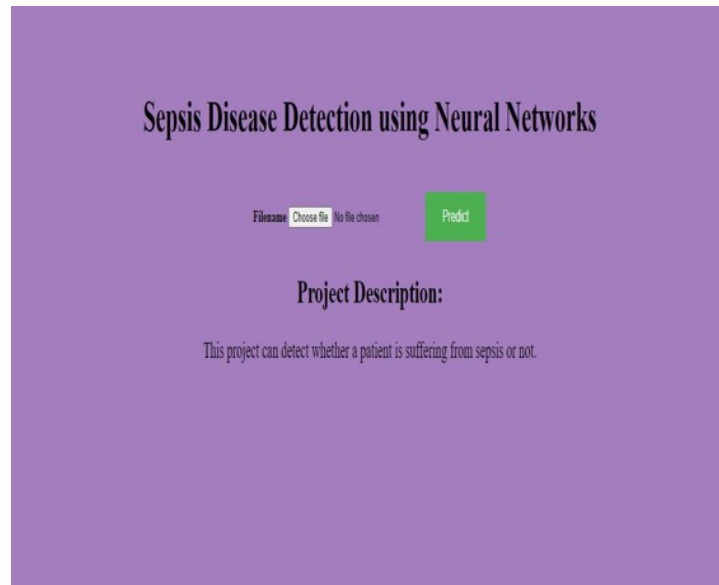 Sepsis Disease Detection using Neural Networks
Filename Choose file No file chosen Predict
Project Description:
This project can detect whether a patient is suffering from sepsis or not.